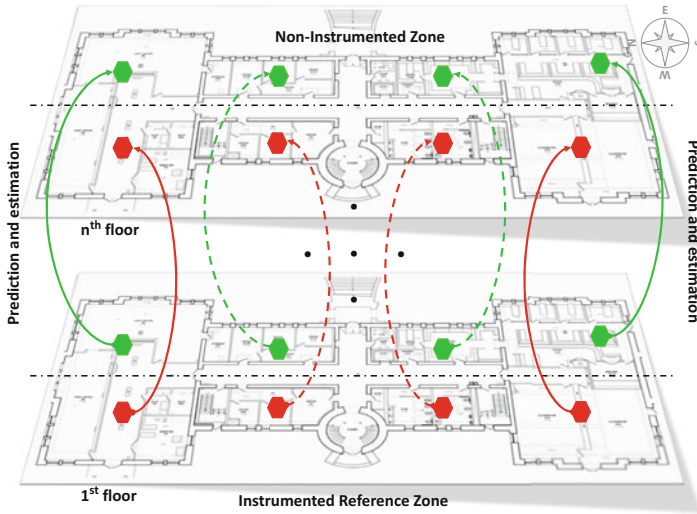 Non-Instrumented Zone
E
N
S
W
Prediction and estimation
Prediction and estimation
nth floor
1st floor
Instrumented Reference Zone